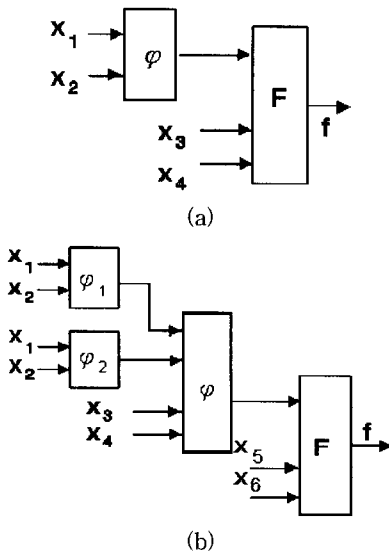 x₁
x₂
φ
F
f
x₃
x₄
(a)
x₁
x₂
φ₁
x₁
x₂
φ₂
x₃
x₄
φ
x₅
x₆
F
f
(b)